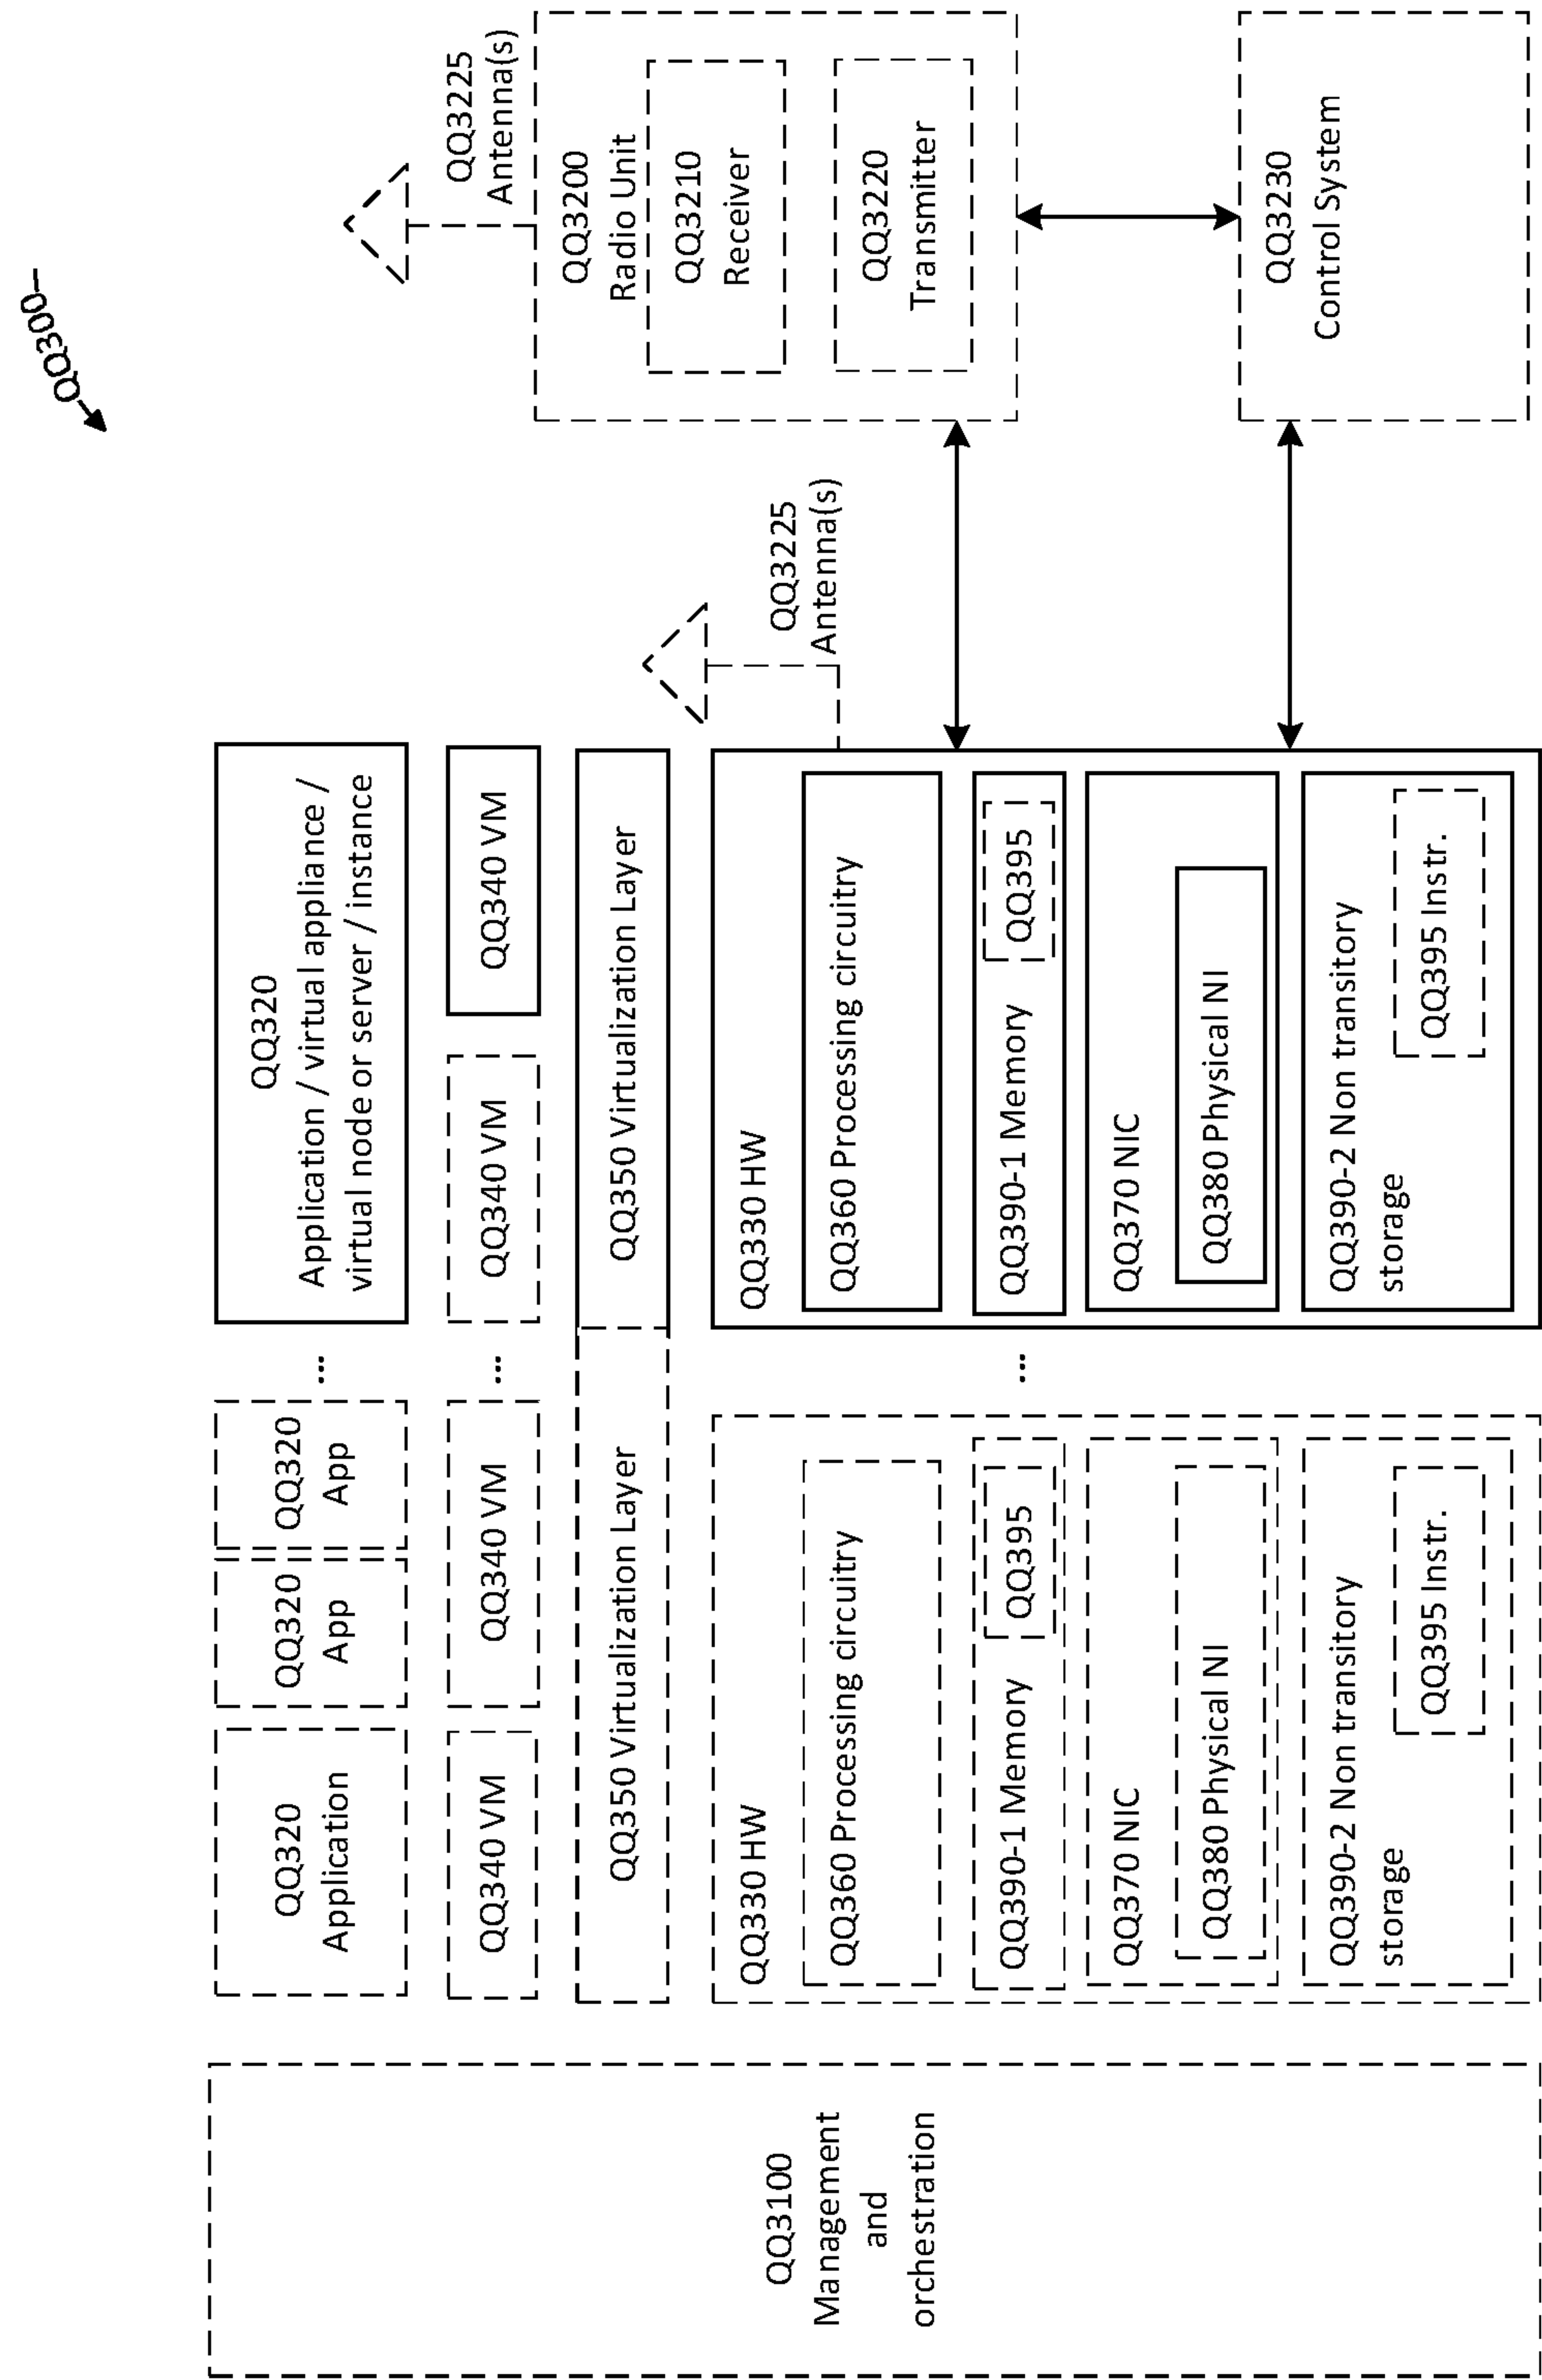 QQ300
QQ3100
Management
and
orchestration
QQ320
Application
QQ320
App
QQ320
App
...
QQ320
Application / virtual appliance /
virtual node or server / instance
QQ340 VM
QQ340 VM
...
QQ340 VM
QQ340 VM
QQ350 Virtualization Layer
QQ350 Virtualization Layer
QQ330 HW
QQ360 Processing circuitry
QQ390-1 Memory
QQ395
QQ370 NIC
QQ380 Physical NI
QQ390-2 Non transitory
storage
QQ395 Instr.
...
QQ330 HW
QQ360 Processing circuitry
QQ390-1 Memory
QQ395
QQ370 NIC
QQ380 Physical NI
QQ390-2 Non transitory
storage
QQ395 Instr.
QQ3225
Antenna(s)
QQ3225
Antenna(s)
QQ3200
Radio Unit
QQ3210
Receiver
QQ3220
Transmitter
QQ3230
Control System